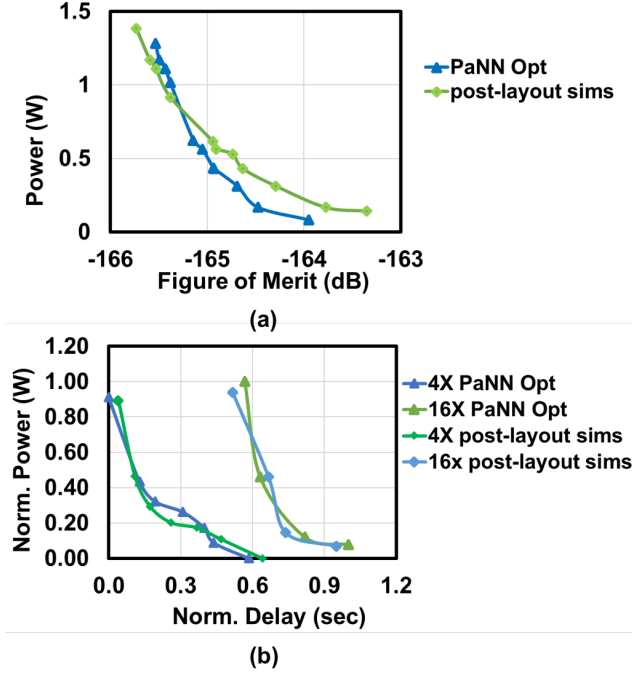 1.5
1
0.5
0
Power (W)
-166 -165 -164 -163
Figure of Merit (dB)
PaNN Opt
post-layout sims
(a)
1.20
1.00
0.80
0.60
0.40
0.20
0.00
Norm. Power (W)
0.0 0.3 0.6 0.9 1.2
Norm. Delay (sec)
4X PaNN Opt
16X PaNN Opt
4X post-layout sims
16x post-layout sims
(b)